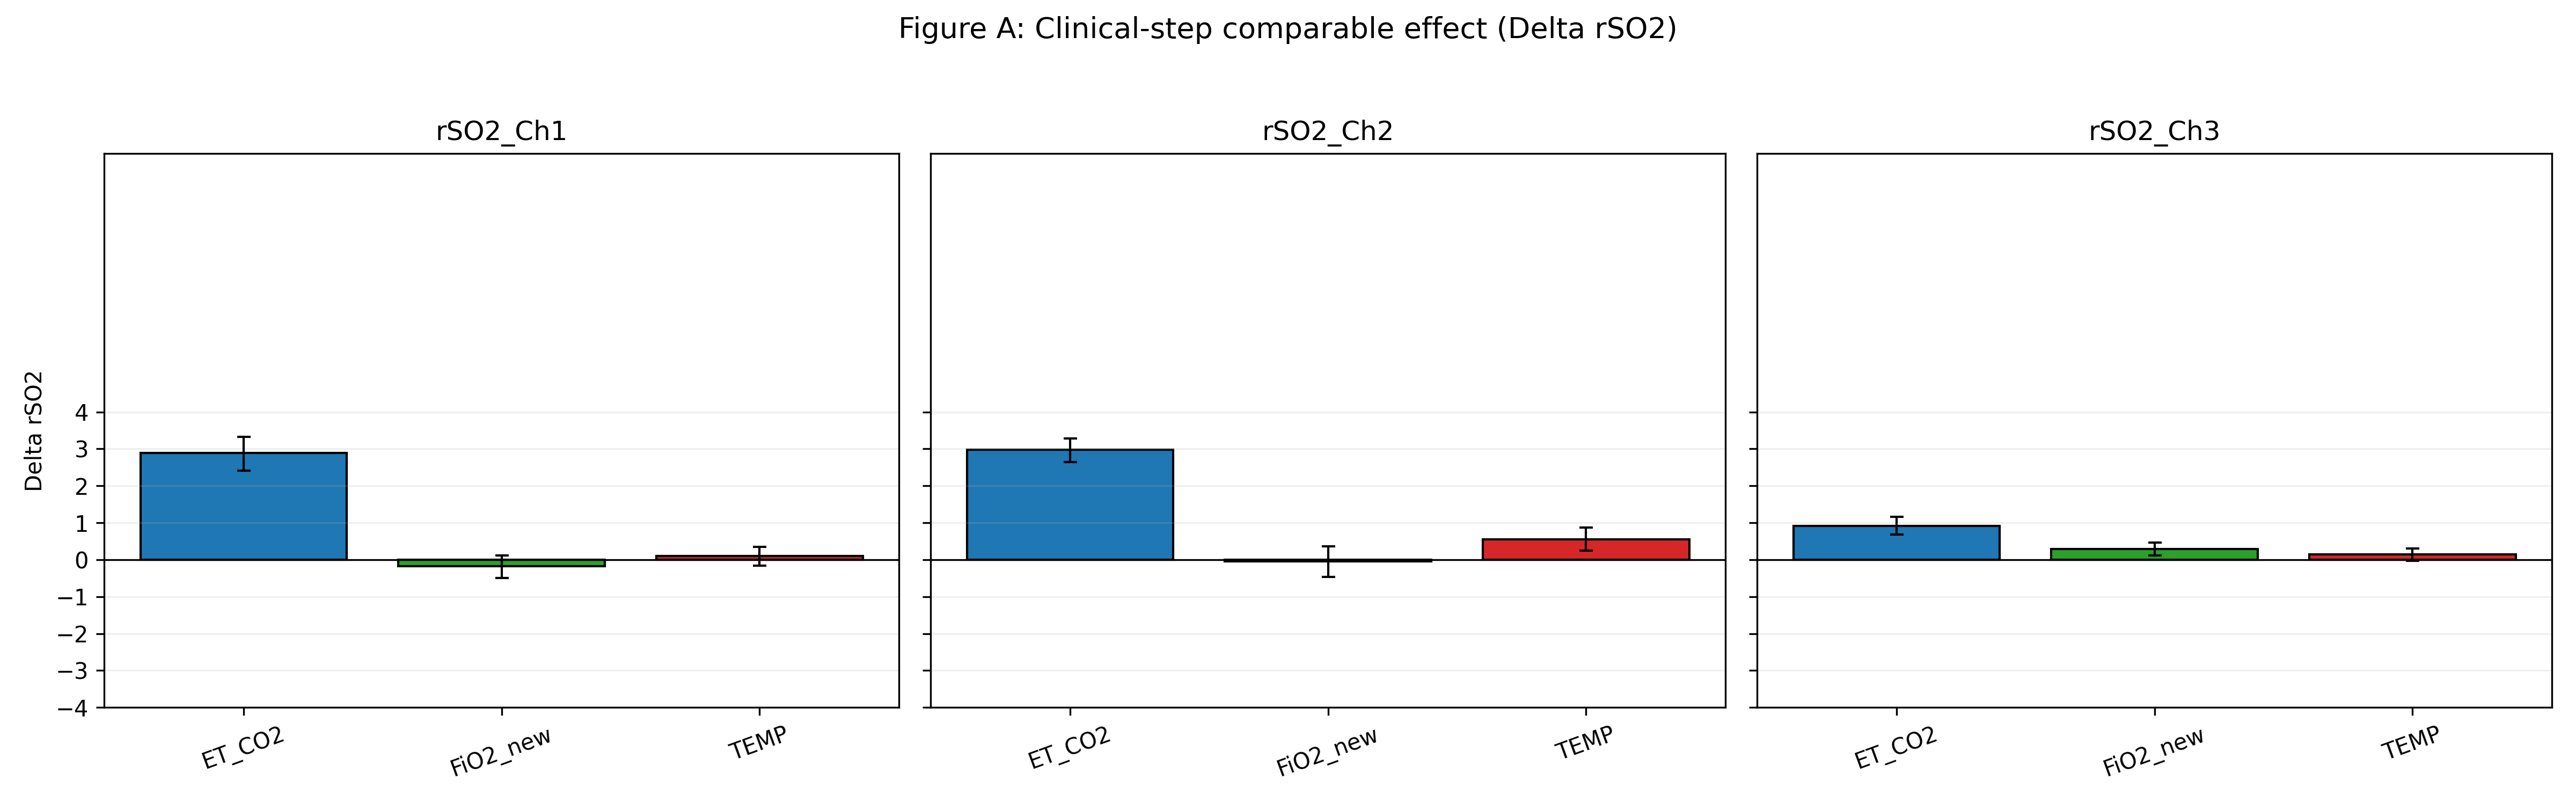 Figure A: Clinical-step comparable effect (Delta rSO2)
rSO2_Ch1
rSO2_Ch2
rSO2_Ch3
Delta rSO2
4
3
2
1
0
−1
−2
−3
−4
ET_CO2
FiO2_new
TEMP
ET_CO2
FiO2_new
TEMP
ET_CO2
FiO2_new
TEMP